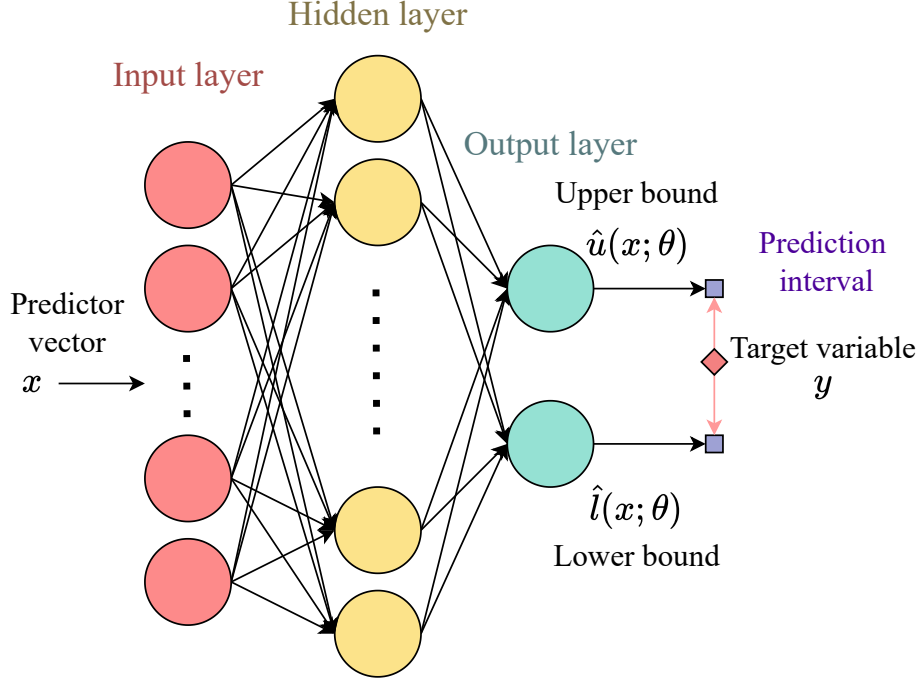 Hidden layer
Input layer
Output layer
Upper bound
û(x; θ)
Prediction
interval
Predictor
vector
x
Target variable
y
l̂(x; θ)
Lower bound